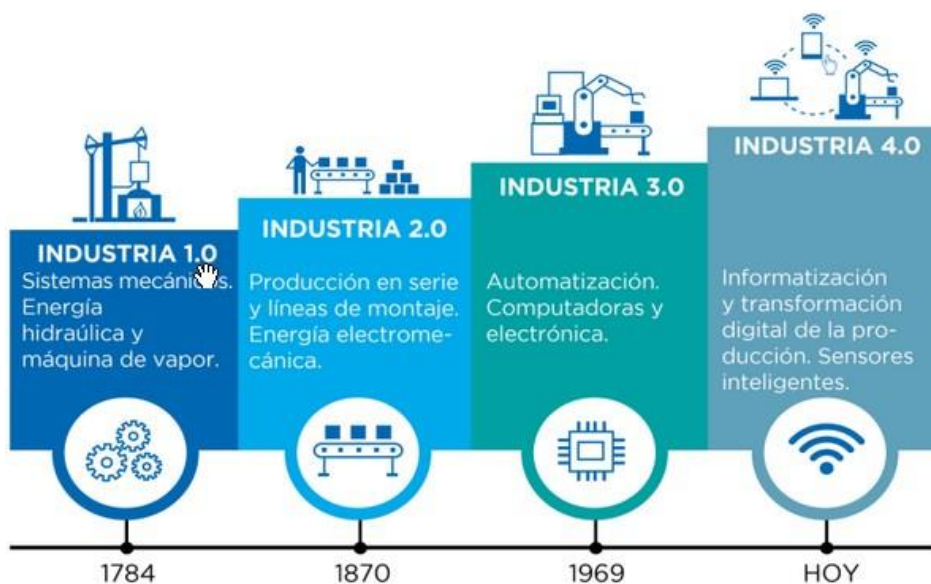 INDUSTRIA 1.0
Sistemas mecánicos.
Energía
hidraúlica y
máquina de vapor.
INDUSTRIA 2.0
Producción en serie
y líneas de montaje.
Energía electrome-
cánica.
INDUSTRIA 3.0
Automatización.
Computadoras y
electrónica.
INDUSTRIA 4.0
Informatización
y transformación
digital de la pro-
ducción. Sensores
inteligentes.
1784
1870
1969
HOY